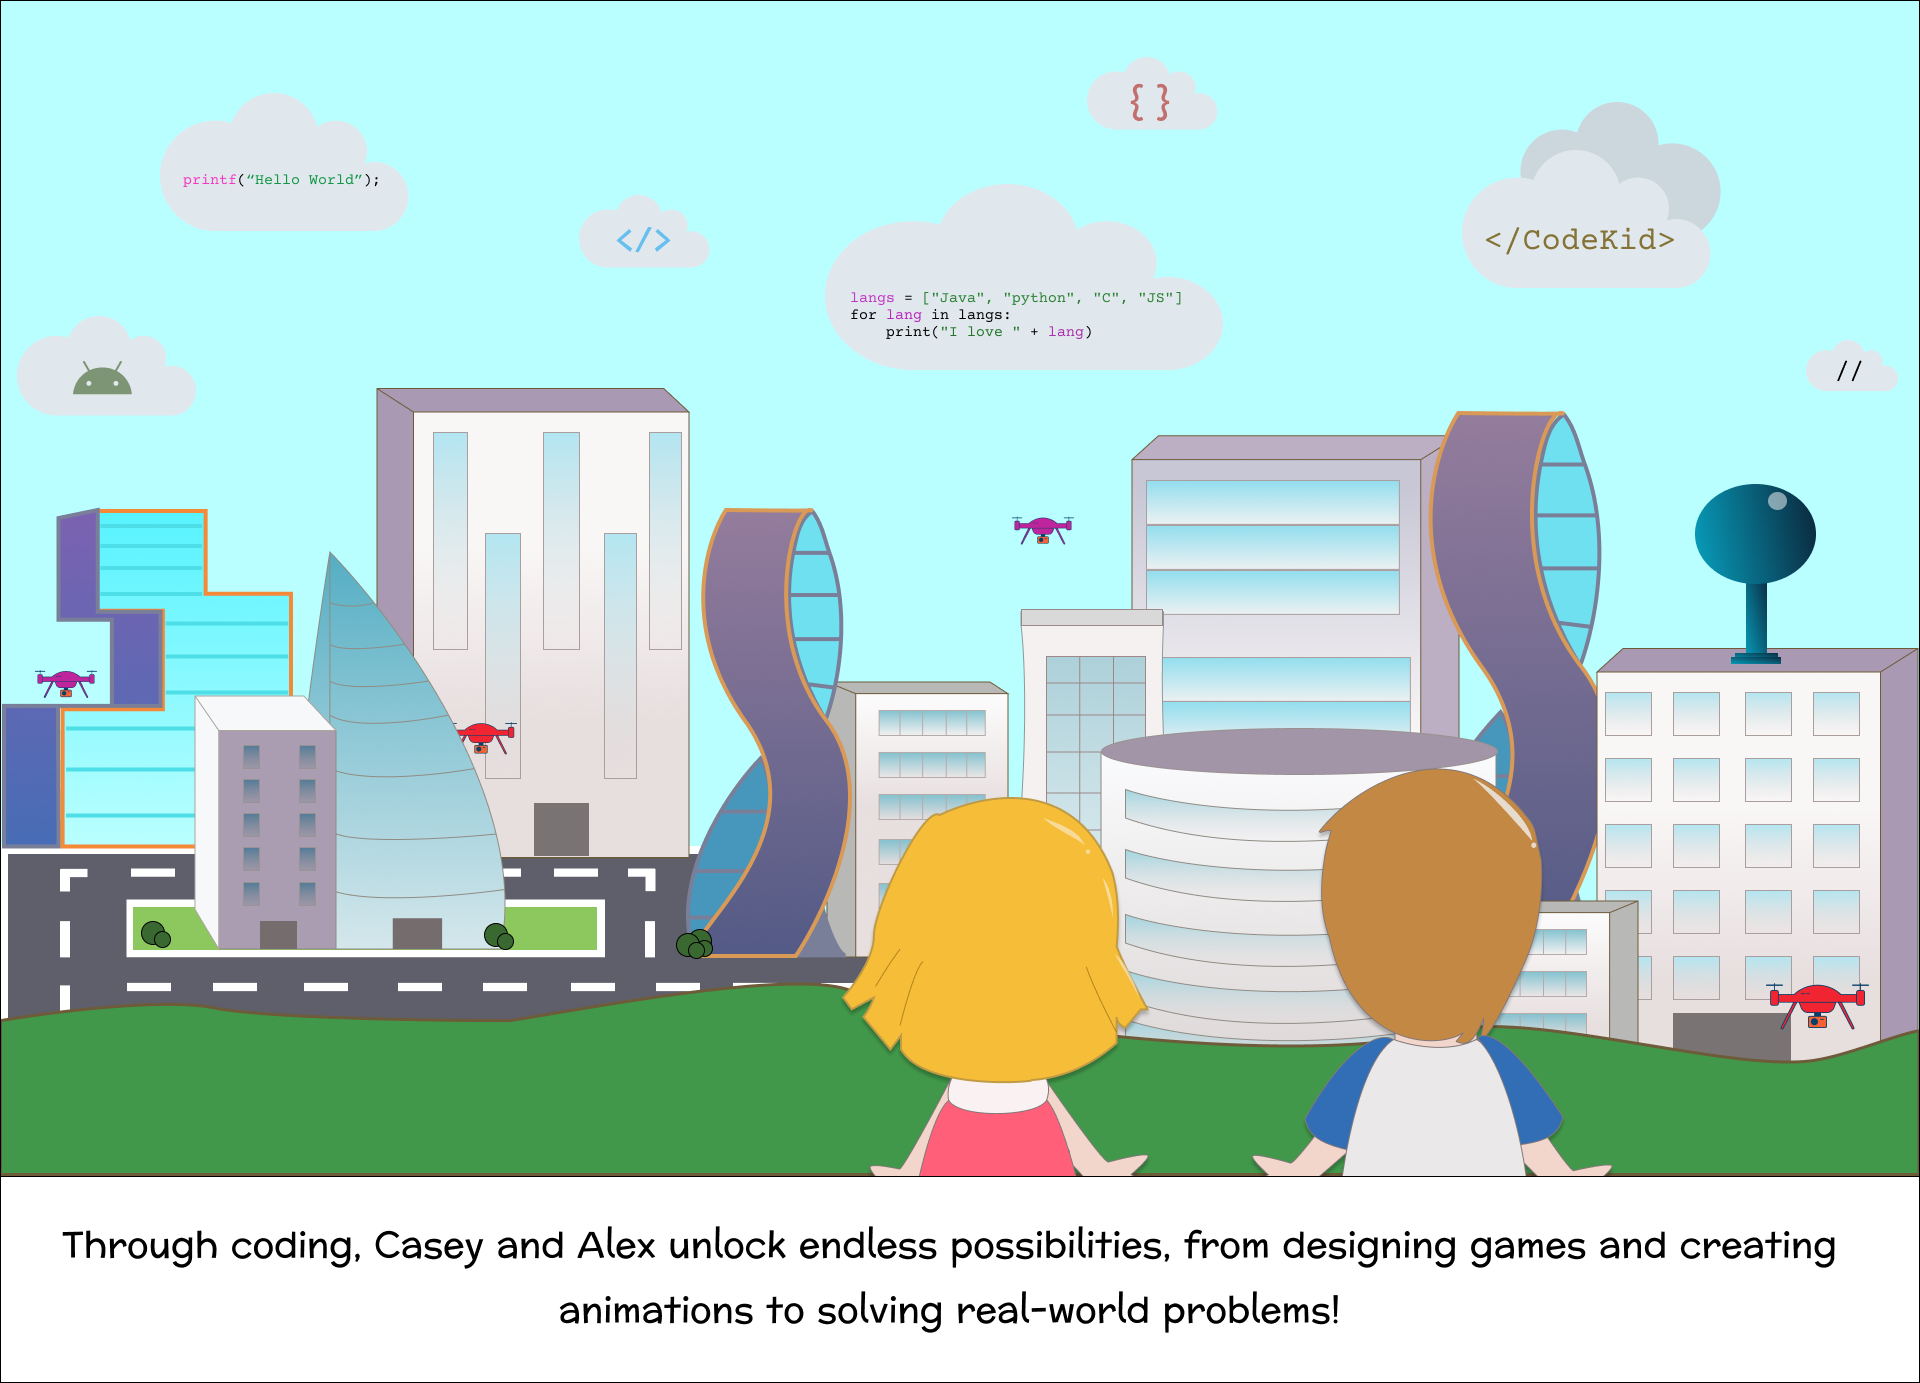 { }
printf(“Hello World”);
</>
</CodeKid>
langs = ["Java", "python", "C", "JS"]
for lang in langs:
    print("I love " + lang)
//
Through coding, Casey and Alex unlock endless possibilities, from designing games and creating
animations to solving real-world problems!